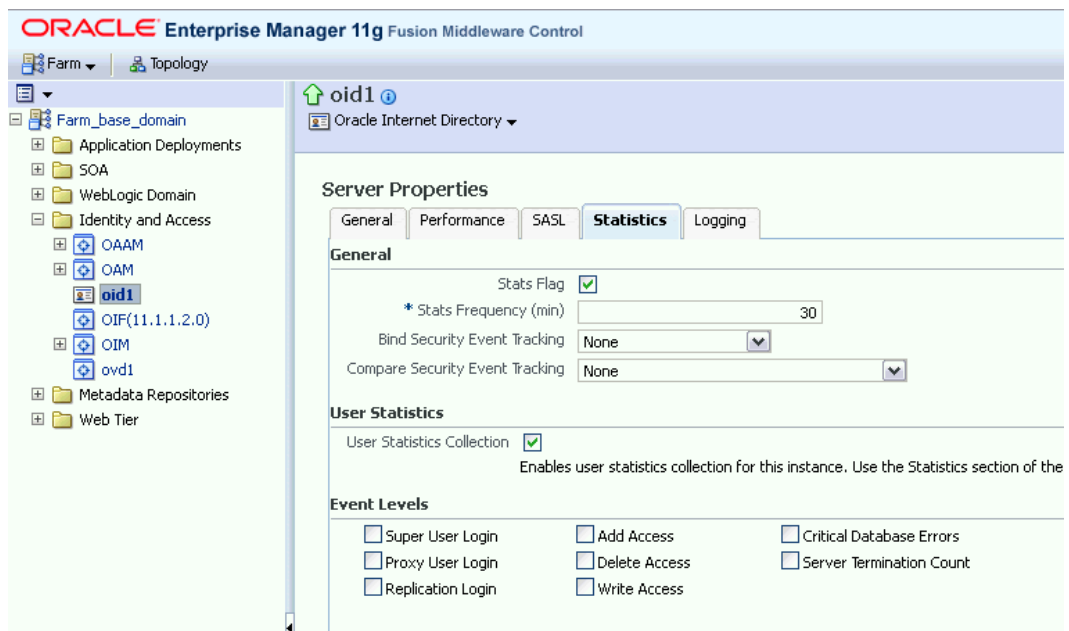 ORACLE Enterprise Manager 11g Fusion Middleware Control
Farm Topology
Farm_base_domain
Application Deployments
SOA
WebLogic Domain
Identity and Access
OAAM
OAM
oid1
OIF(11.1.1.2.0)
OIM
ovd1
Metadata Repositories
Web Tier
oid1
Oracle Internet Directory
Server Properties
General Performance SASL Statistics Logging
General
Stats Flag
* Stats Frequency (min) 30
Bind Security Event Tracking None
Compare Security Event Tracking None
User Statistics
User Statistics Collection
Enables user statistics collection for this instance. Use the Statistics section of the
Event Levels
Super User Login Add Access Critical Database Errors
Proxy User Login Delete Access Server Termination Count
Replication Login Write Access